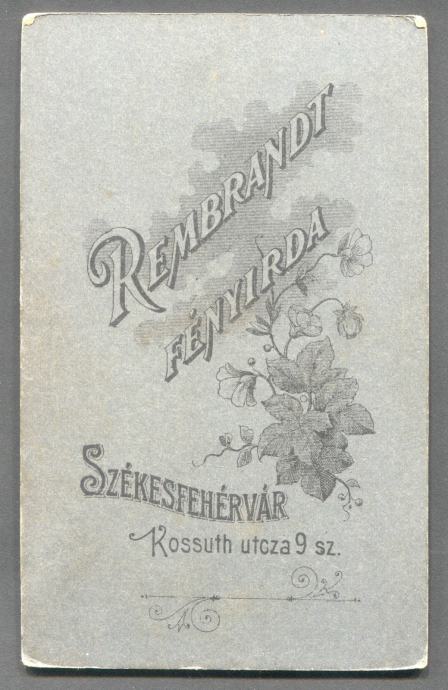 REMBRANDT
FÉNYIRDA
SZÉKESFEHÉRVÁR
Kossuth utcza 9 sz.